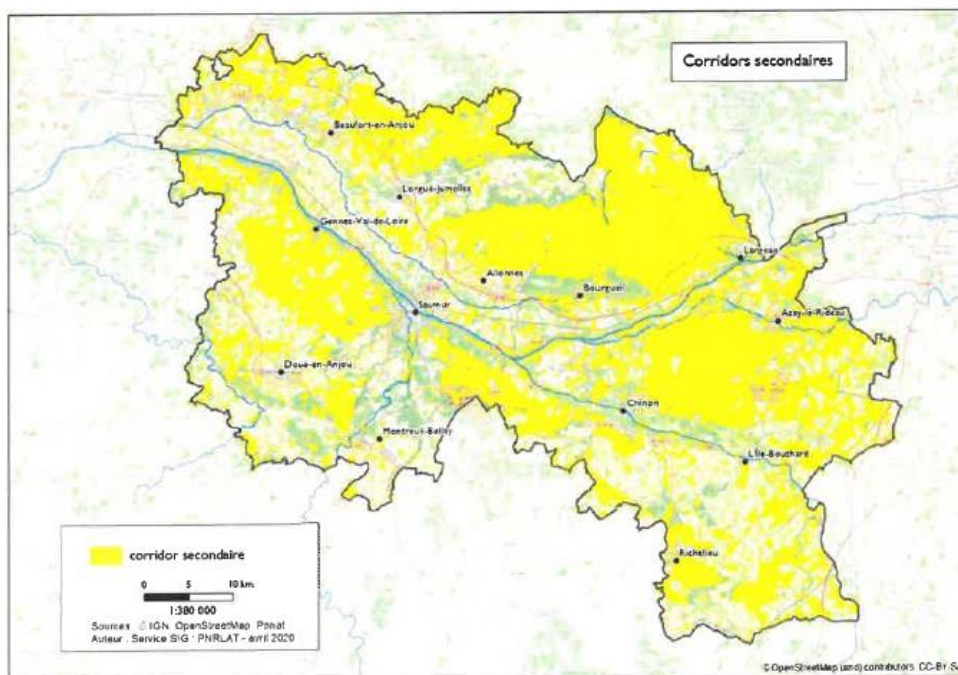 Corridors secondaires
Beaufort-en-Anjou
Longué-Jumelles
Gennes-Val-de-Loire
Langeais
Allonnes
Bourgueil
Saumur
Azay-le-Rideau
Doué-en-Anjou
Chinon
Montreuil-Bellay
L'Île-Bouchard
Richelieu
corridor secondaire
0 5 10 km
1:380 000
Sources : © IGN, OpenStreetMap
Auteur : Service SIG : PNRLAT - avril 2020
© OpenStreetMap (and) contributors, CC-BY-SA